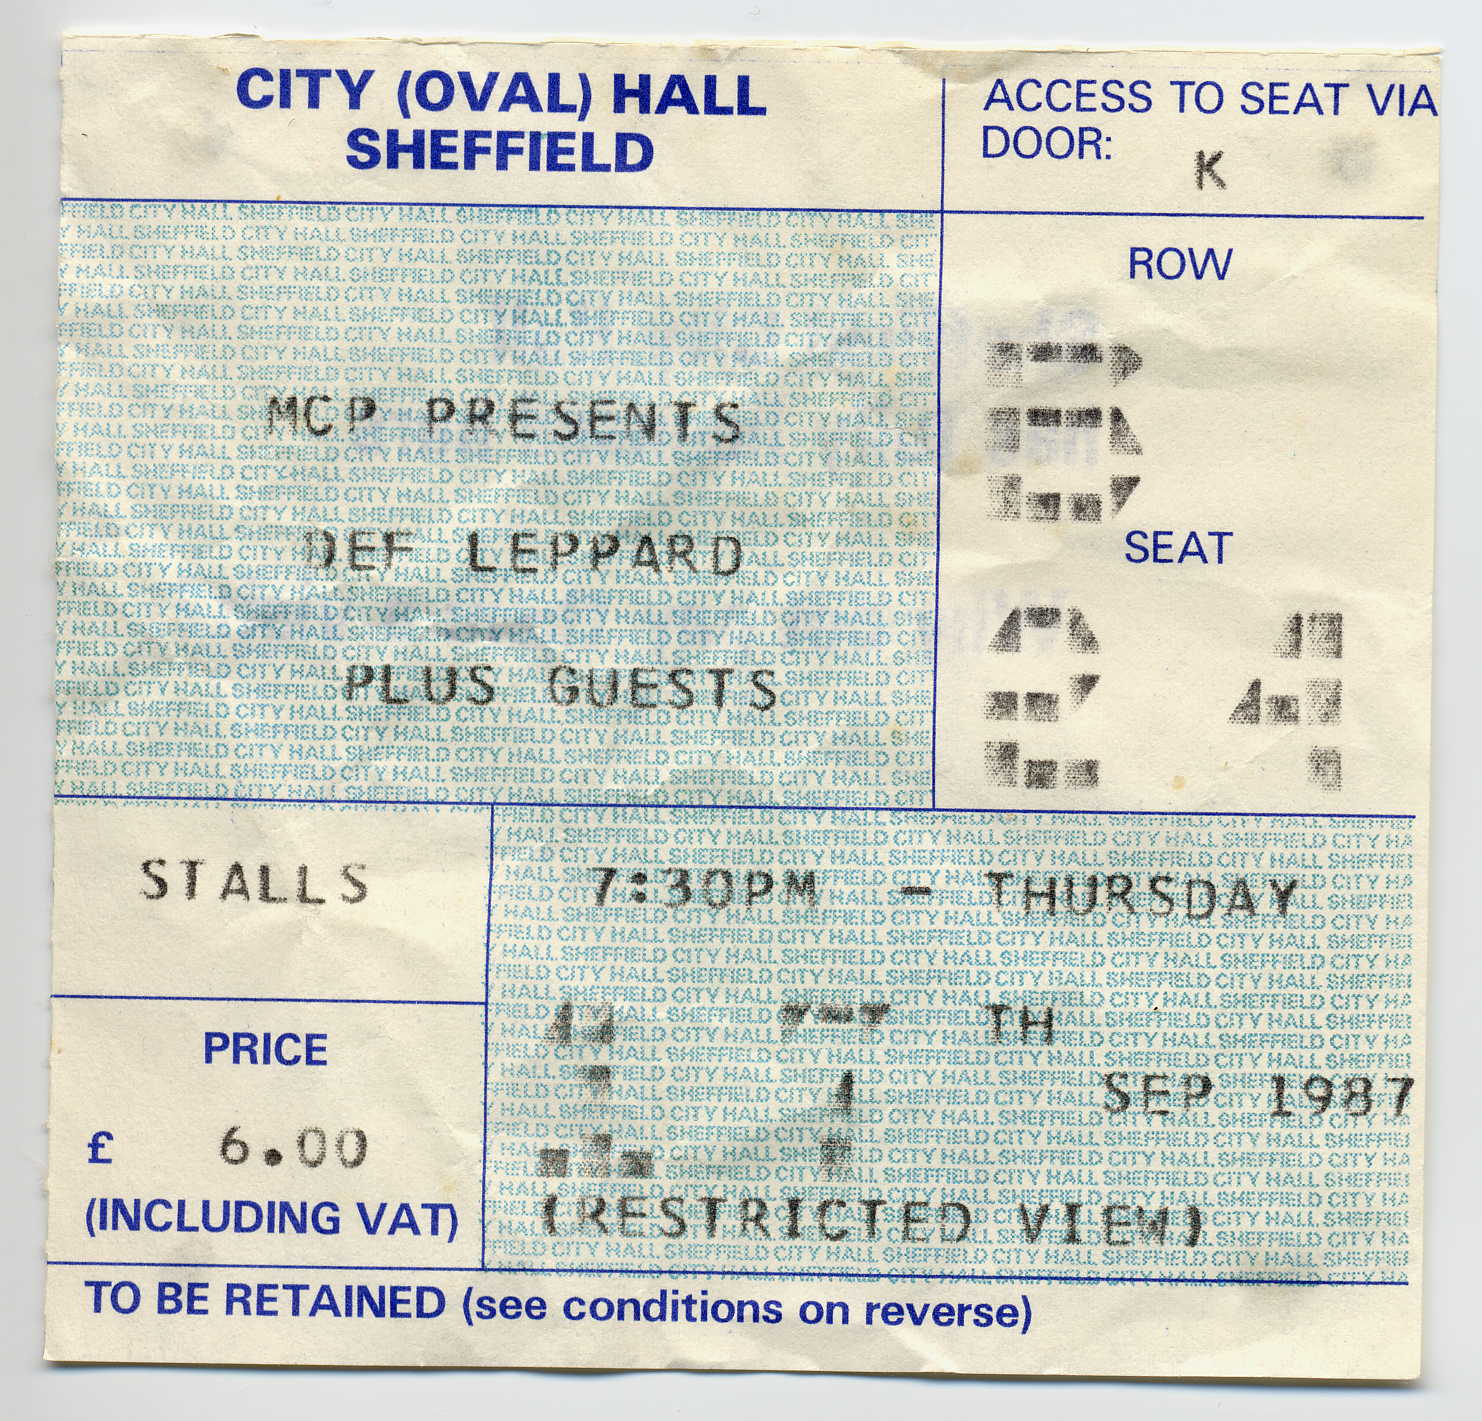 CITY (OVAL) HALL
SHEFFIELD
ACCESS TO SEAT VIA
DOOR: K
ROW
B
SEAT
24
MCP PRESENTS
DEF LEPPARD
PLUS GUESTS
STALLS
7:30PM - THURSDAY
17 TH
SEP 1987
(RESTRICTED VIEW)
PRICE
£ 6.00
(INCLUDING VAT)
TO BE RETAINED (see conditions on reverse)